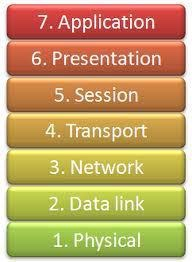 7. Application
6. Presentation
5. Session
4. Transport
3. Network
2. Data link
1. Physical